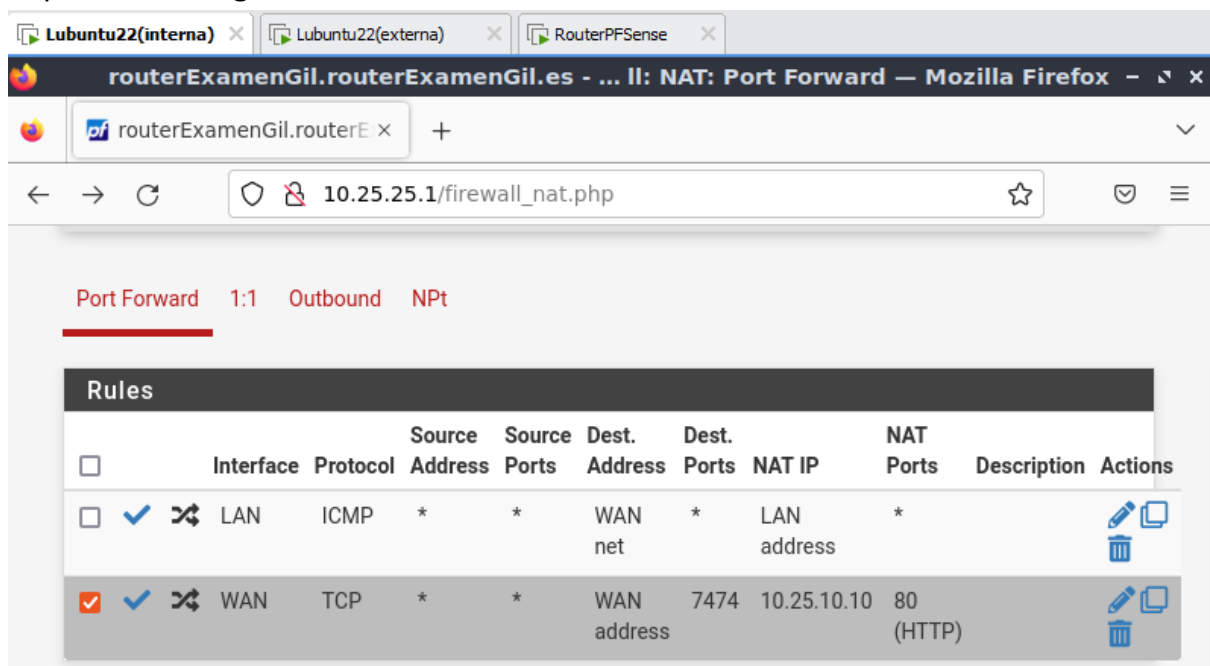 Lubuntu22(interna) Lubuntu22(externa) RouterPFSense
routerExamenGil.routerExamenGil.es - ... ll: NAT: Port Forward — Mozilla Firefox
routerExamenGil.routerE
10.25.25.1/firewall_nat.php
Port Forward 1:1 Outbound NPt
Rules
Interface Protocol Source Address Source Ports Dest. Address Dest. Ports NAT IP NAT Ports Description Actions
LAN ICMP * * WAN net * LAN address *
WAN TCP * * WAN address 7474 10.25.10.10 80 (HTTP)